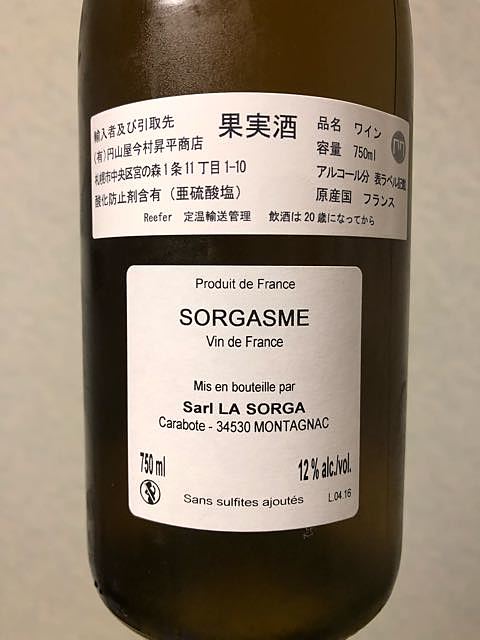 輸入者及び引取先
(有)円山屋今村昇平商店
札幌市中央区宮の森1条11丁目1-10
酸化防止剤含有(亜硫酸塩)
果実酒
品名 ワイン
容量 750ml
アルコール分 表ラベル記載
原産国 フランス
Reefer 定温輸送管理 飲酒は20歳になってから
Produit de France
SORGASME
Vin de France
Mis en bouteille par
Sarl LA SORGA
Carabote - 34530 MONTAGNAC
750 ml
12 % alc./vol.
Sans sulfites ajoutés
L.04.16